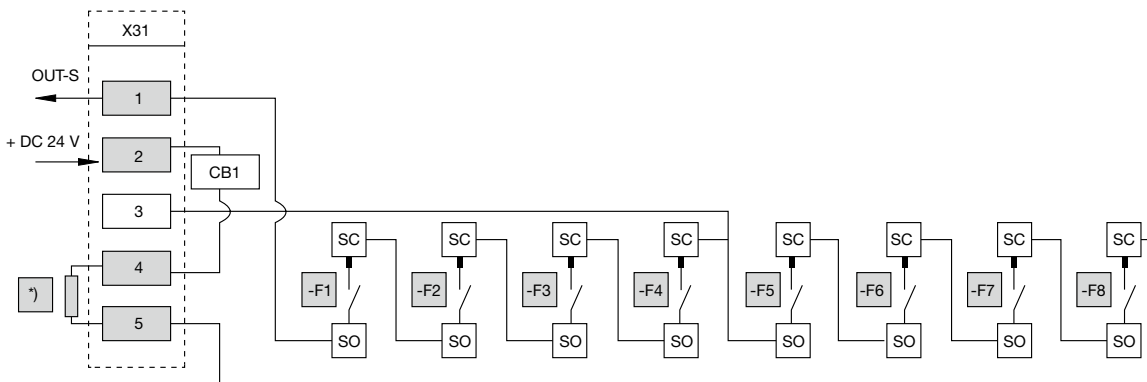 X31
OUT-S
1
+ DC 24 V
2
CB1
3
SC SC SC SC SC SC SC SC
4
*)
-F1 -F2 -F3 -F4 -F5 -F6 -F7 -F8
5
SO SO SO SO SO SO SO SO